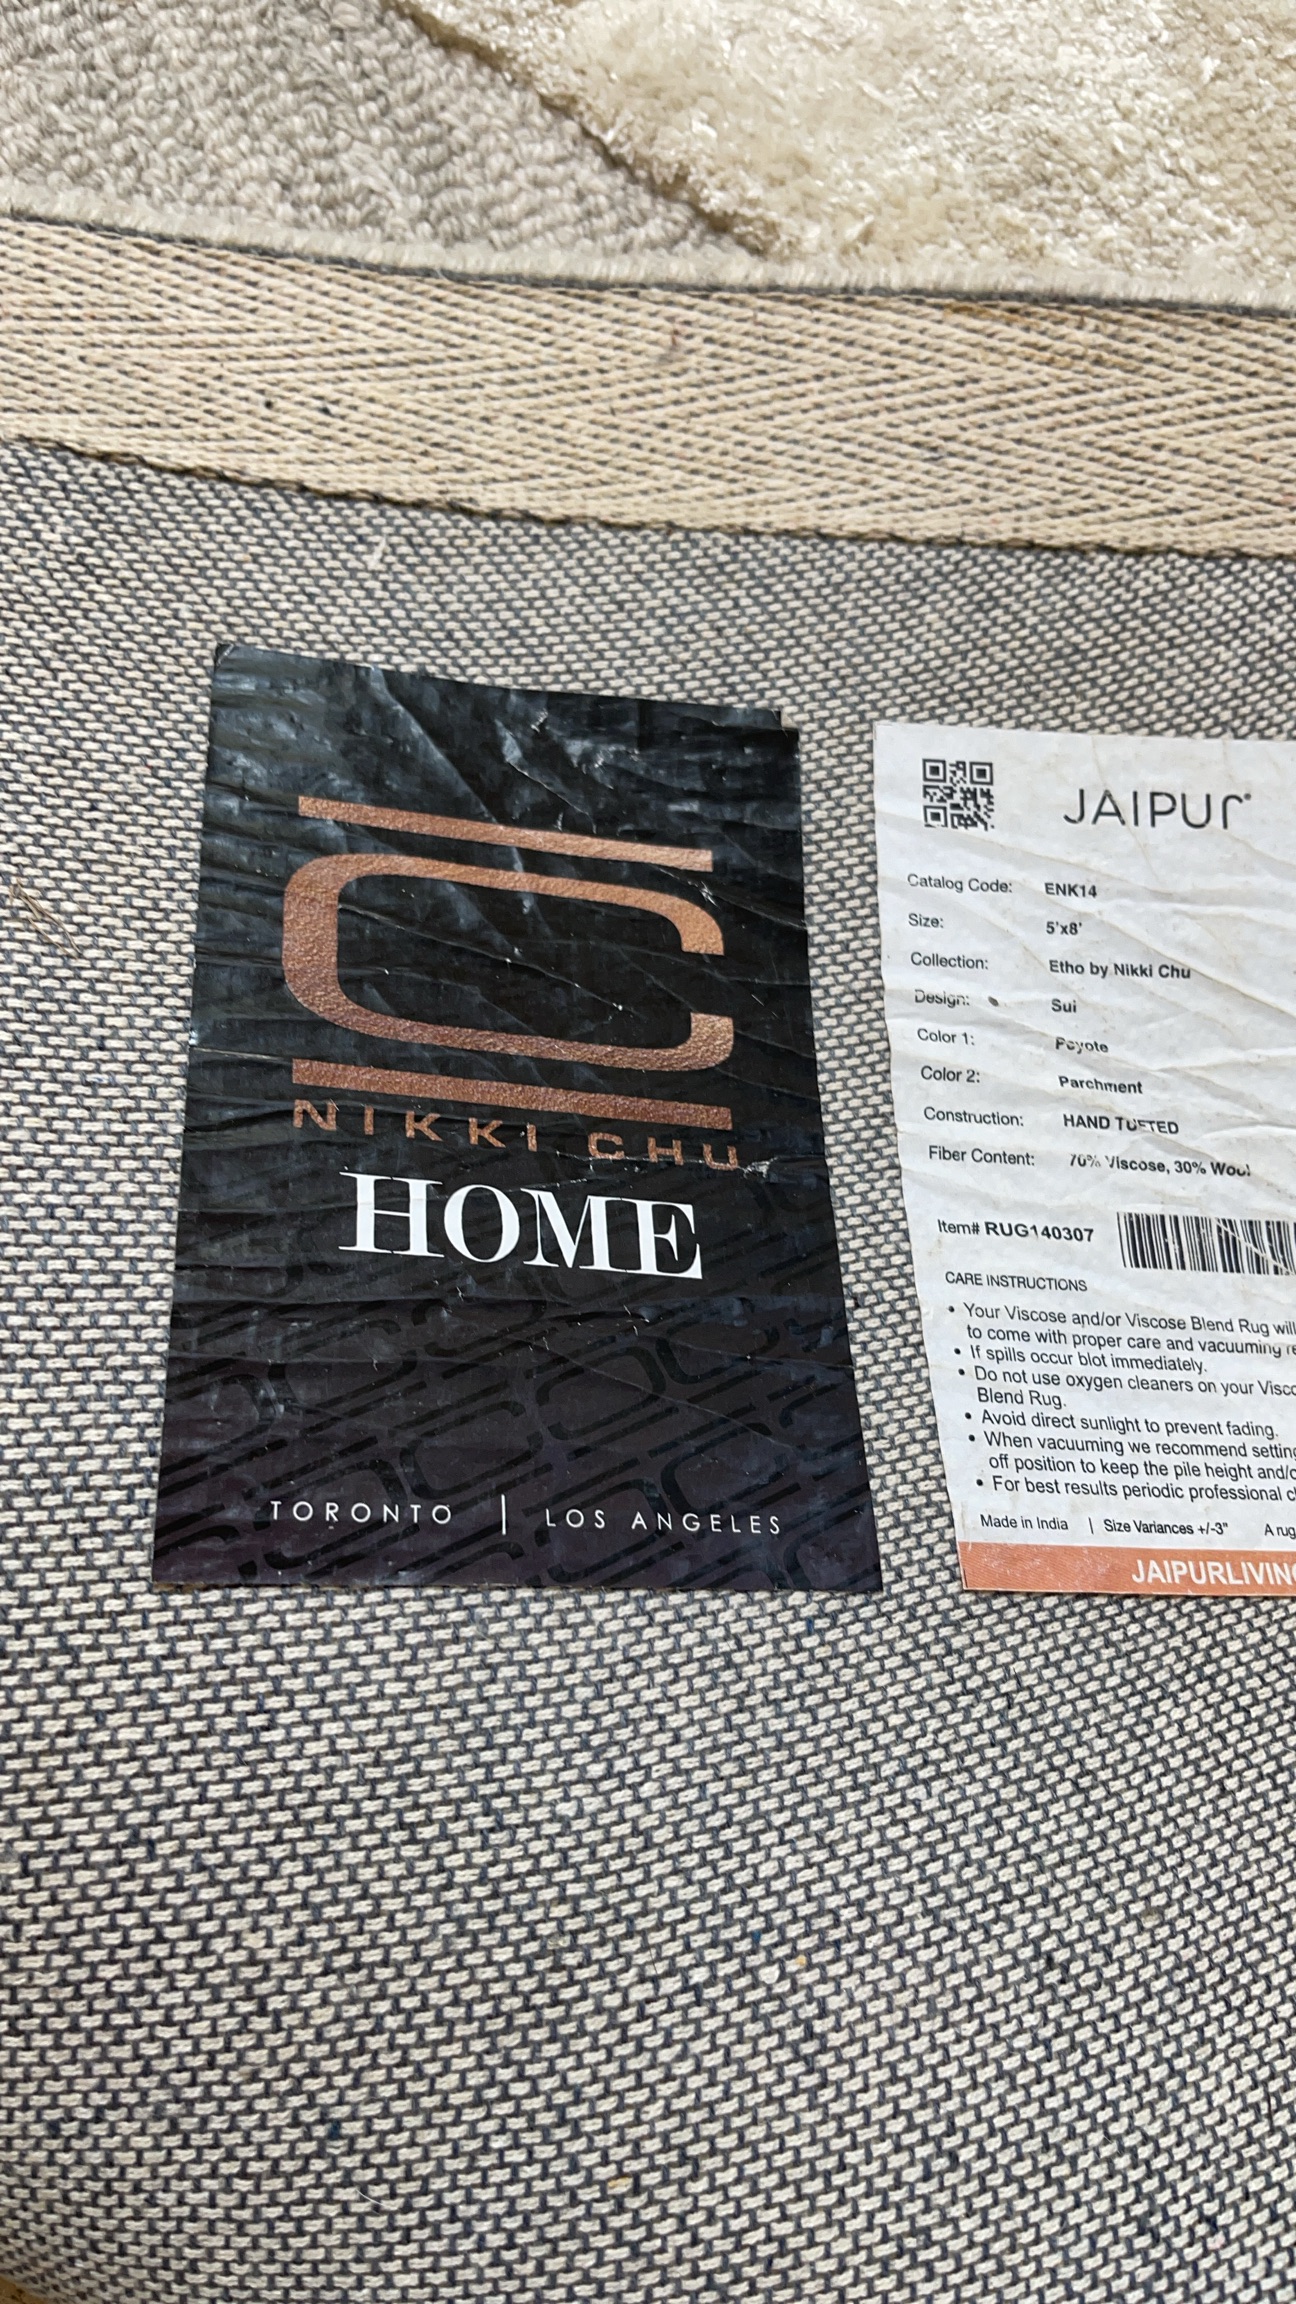 NIKKI CHU
HOME
TORONTO | LOS ANGELES
JAIPUR
Catalog Code: ENK14
Size: 5'x8'
Collection: Etho by Nikki Chu
Design: Sui
Color 1: Peyote
Color 2: Parchment
Construction: HAND TUFTED
Fiber Content: 70% Viscose, 30% Wool
Item# RUG140307
CARE INSTRUCTIONS
• Your Viscose and/or Viscose Blend Rug will
to come with proper care and vacuuming
• If spills occur blot immediately.
• Do not use oxygen cleaners on your
Blend Rug.
• Avoid direct sunlight to prevent fading.
• When vacuuming we recommend setting
off position to keep the pile height
• For best results periodic professional
Made in India | Size Variances +/-3" A rug
JAIPURLIVING